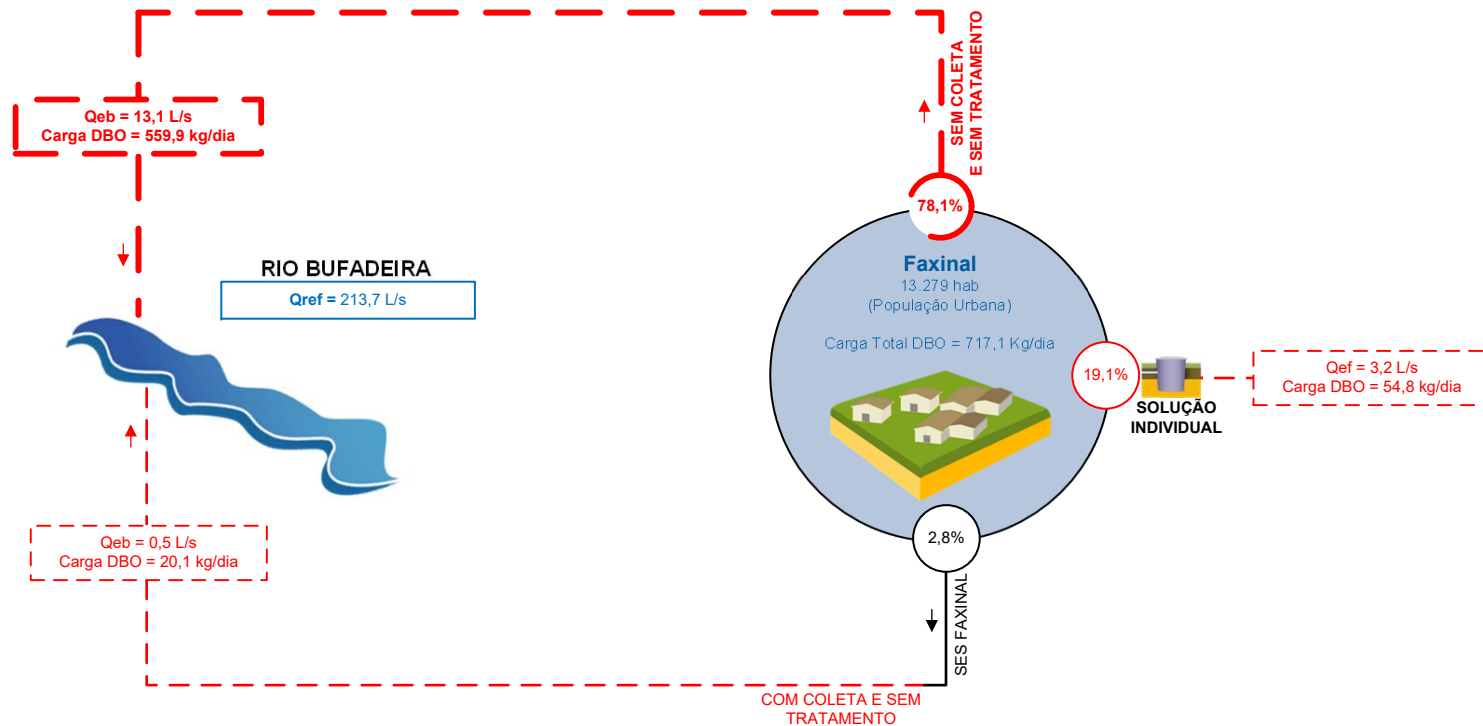 SEM COLETA
E SEM TRATAMENTO
Qeb = 13,1 L/s
Carga DBO = 559,9 kg/dia
78,1%
RIO BUFADEIRA
Qref = 213,7 L/s
Faxinal
13.279 hab
(População Urbana)
Carga Total DBO = 717,1 Kg/dia
19,1%
SOLUÇÃO
INDIVIDUAL
Qef = 3,2 L/s
Carga DBO = 54,8 kg/dia
Qeb = 0,5 L/s
Carga DBO = 20,1 kg/dia
2,8%
SES FAXINAL
COM COLETA E SEM
TRATAMENTO